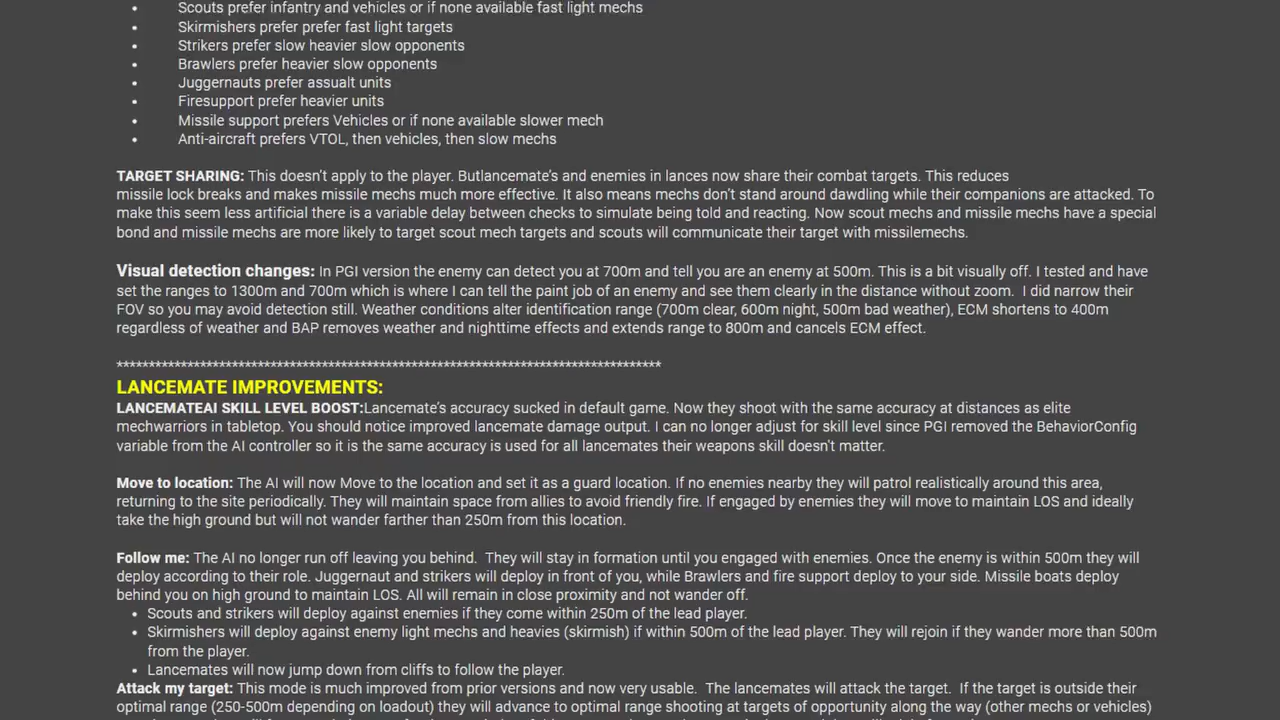 • Scouts prefer infantry and vehicles or if none available fast light mechs
• Skirmishers prefer prefer fast light targets
• Strikers prefer slow heavier slow opponents
• Brawlers prefer heavier slow opponents
• Juggernauts prefer assualt units
• Firesupport prefer heavier units
• Missile support prefers Vehicles or if none available slower mech
• Anti-aircraft prefers VTOL, then vehicles, then slow mechs
TARGET SHARING: This doesn't apply to the player. Butlancemate's and enemies in lances now share their combat targets. This reduces
missile lock breaks and makes missile mechs much more effective. It also means mechs don't stand around dawdling while their companions are attacked. To
make this seem less artificial there is a variable delay between checks to simulate being told and reacting. Now scout mechs and missile mechs have a special
bond and missile mechs are more likely to target scout mech targets and scouts will communicate their target with missilemechs.
Visual detection changes: In PGI version the enemy can detect you at 700m and tell you are an enemy at 500m. This is a bit visually off. I tested and have
set the ranges to 1300m and 700m which is where I can tell the paint job of an enemy and see them clearly in the distance without zoom. I did narrow their
FOV so you may avoid detection still. Weather conditions alter identification range (700m clear, 600m night, 500m bad weather), ECM shortens to 400m
regardless of weather and BAP removes weather and nighttime effects and extends range to 800m and cancels ECM effect.
************************************************************************************
LANCEMATE IMPROVEMENTS:
LANCEMATEAI SKILL LEVEL BOOST:Lancemate's accuracy sucked in default game. Now they shoot with the same accuracy at distances as elite
mechwarriors in tabletop. You should notice improved lancemate damage output. I can no longer adjust for skill level since PGI removed the BehaviorConfig
variable from the AI controller so it is the same accuracy is used for all lancemates their weapons skill doesn't matter.
Move to location: The AI will now Move to the location and set it as a guard location. If no enemies nearby they will patrol realistically around this area,
returning to the site periodically. They will maintain space from allies to avoid friendly fire. If engaged by enemies they will move to maintain LOS and ideally
take the high ground but will not wander farther than 250m from this location.
Follow me: The AI no longer run off leaving you behind. They will stay in formation until you engaged with enemies. Once the enemy is within 500m they will
deploy according to their role. Juggernaut and strikers will deploy in front of you, while Brawlers and fire support deploy to your side. Missile boats deploy
behind you on high ground to maintain LOS. All will remain in close proximity and not wander off.
• Scouts and strikers will deploy against enemies if they come within 250m of the lead player.
• Skirmishers will deploy against enemy light mechs and heavies (skirmish) if within 500m of the lead player. They will rejoin if they wander more than 500m
from the player.
• Lancemates will now jump down from cliffs to follow the player.
Attack my target: This mode is much improved from prior versions and now very usable. The lancemates will attack the target. If the target is outside their
optimal range (250-500m depending on loadout) they will advance to optimal range shooting at targets of opportunity along the way (other mechs or vehicles)